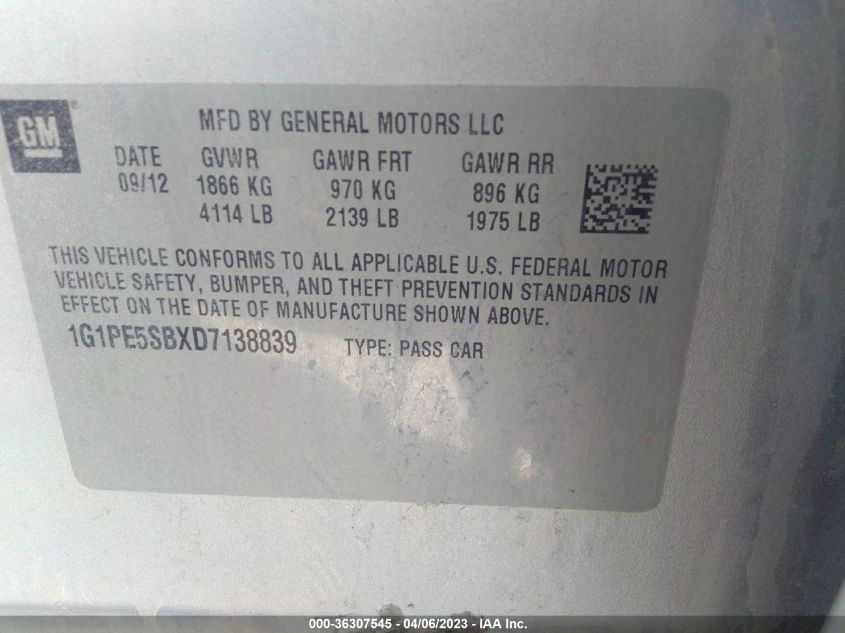 GM®
MFD BY GENERAL MOTORS LLC
DATE GVWR GAWR FRT GAWR RR
09/12 1866 KG 970 KG 896 KG
4114 LB 2139 LB 1975 LB
THIS VEHICLE CONFORMS TO ALL APPLICABLE U.S. FEDERAL MOTOR
VEHICLE SAFETY, BUMPER, AND THEFT PREVENTION STANDARDS IN
EFFECT ON THE DATE OF MANUFACTURE SHOWN ABOVE.
1G1PE5SBXD7138839 TYPE: PASS CAR
000-36307545 - 04/06/2023 - IAA Inc.